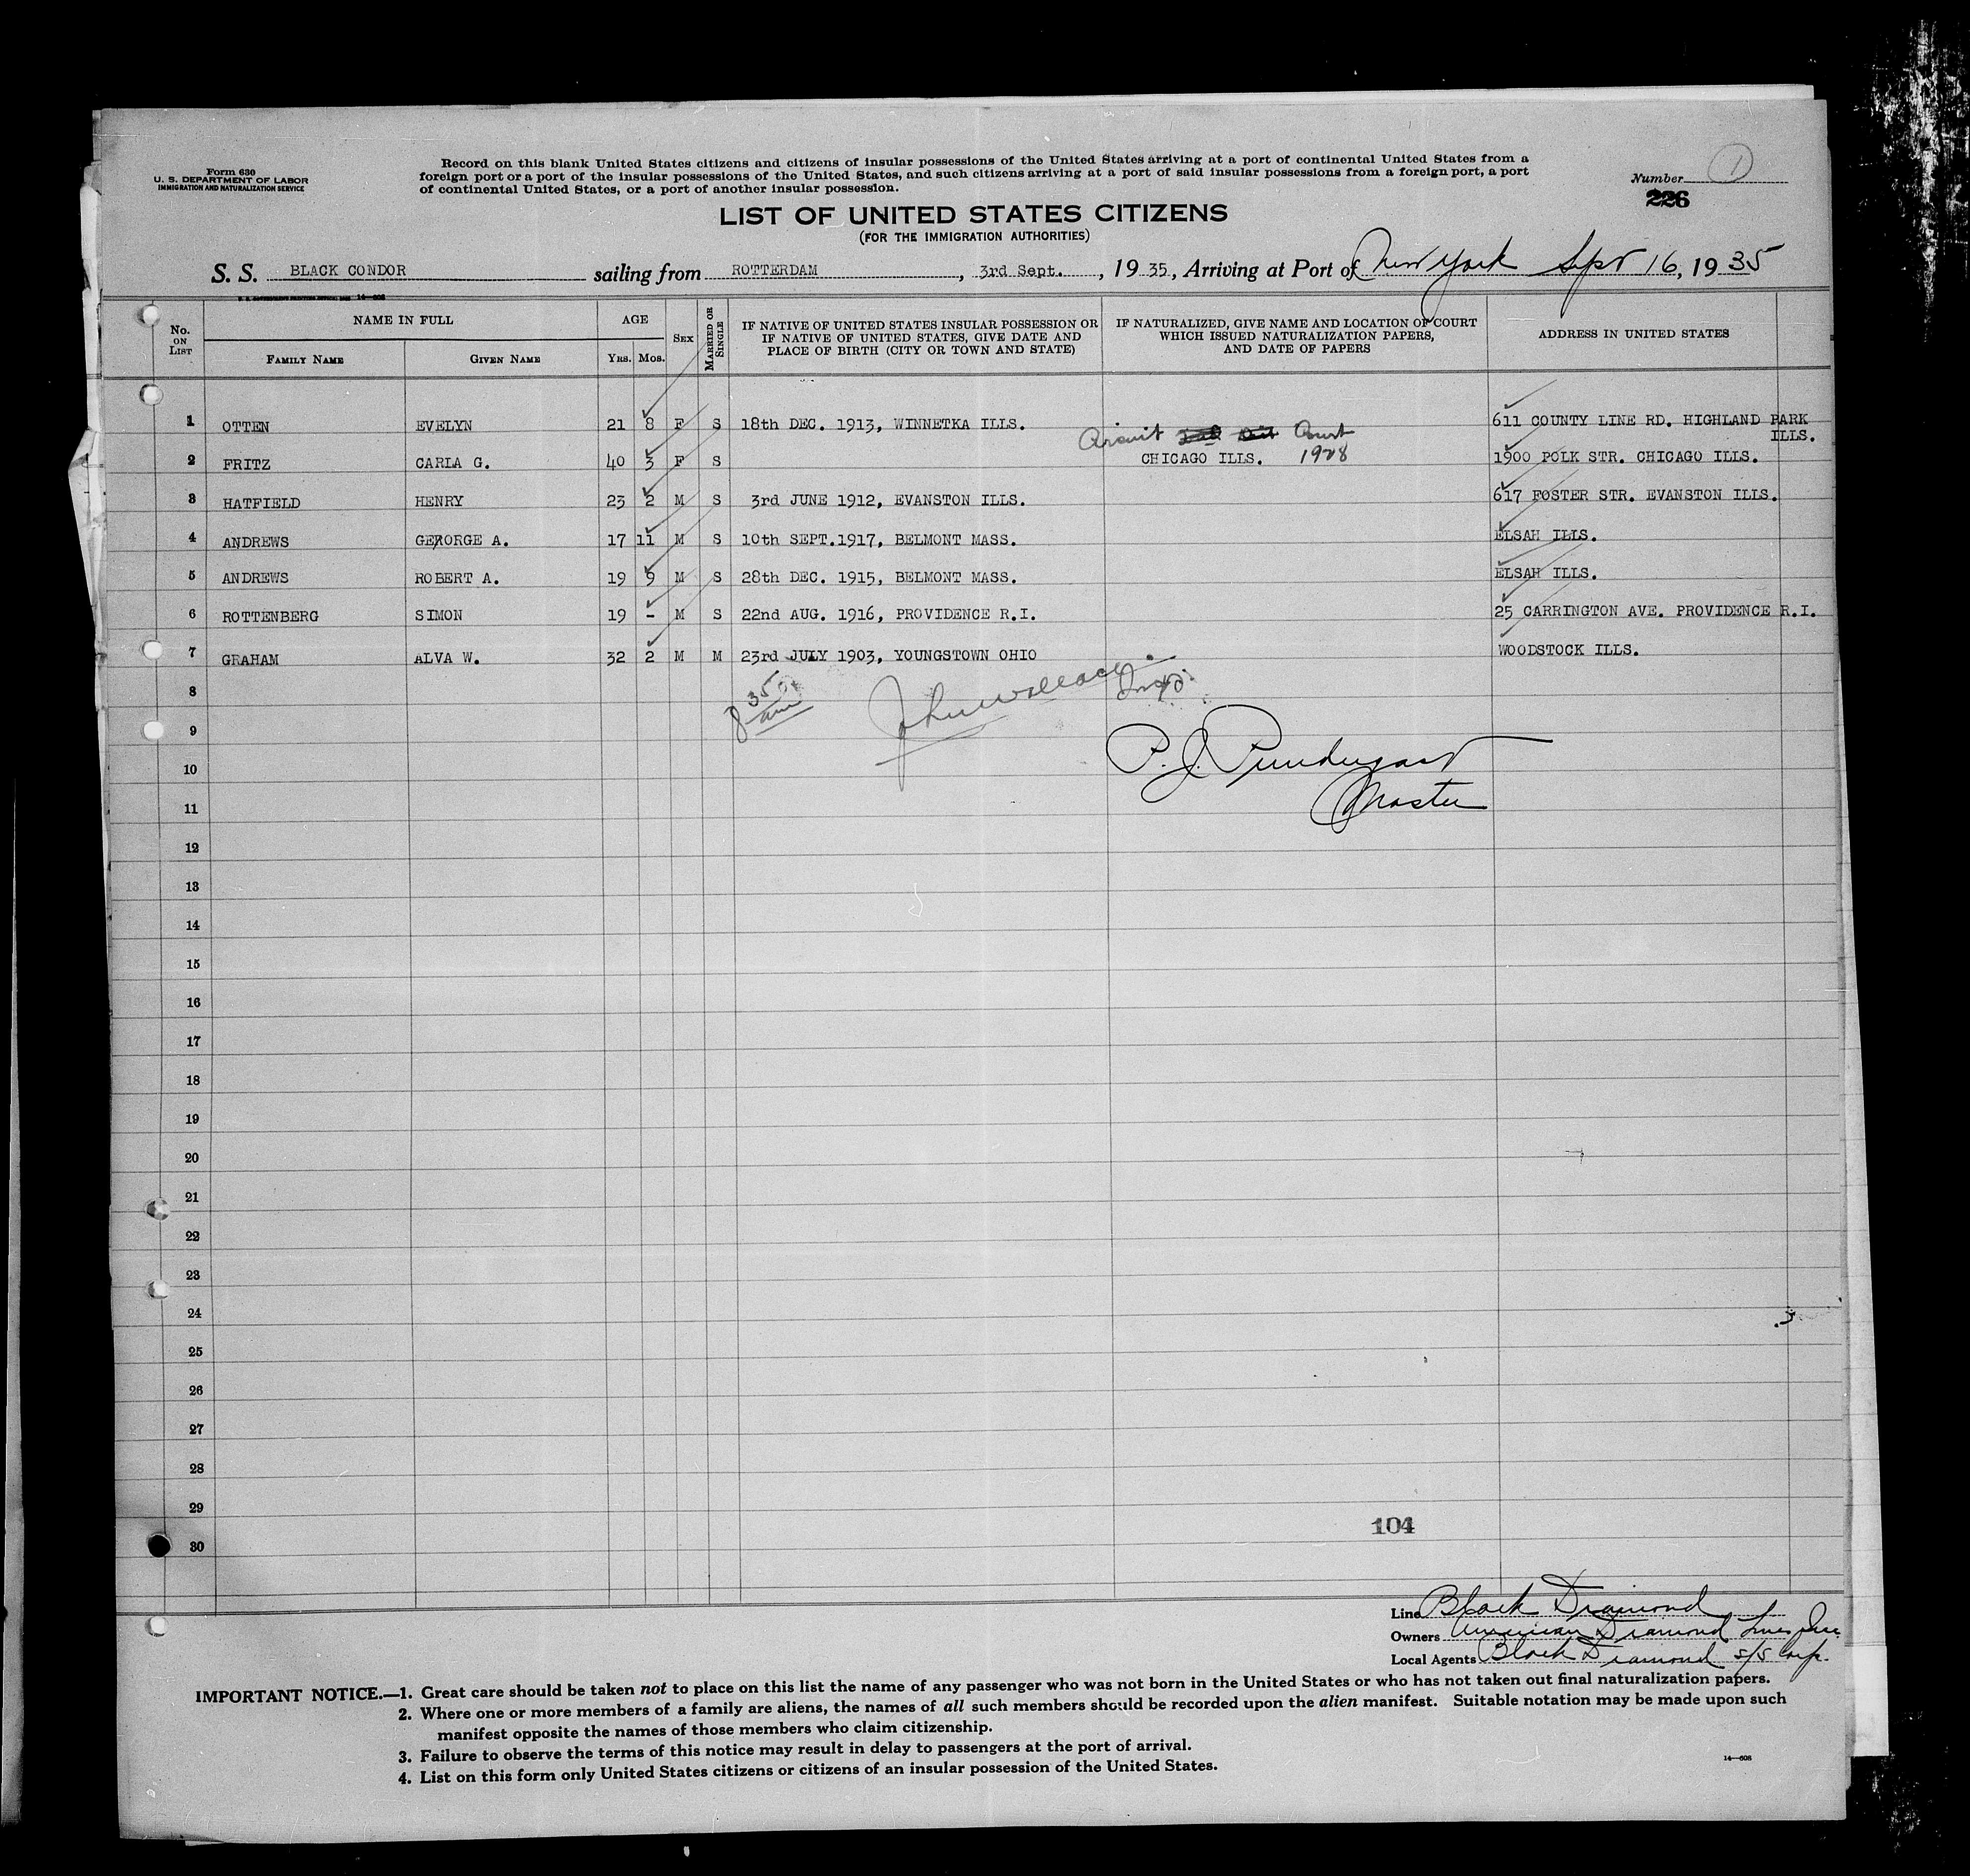 Form 630
U. S. DEPARTMENT OF LABOR
IMMIGRATION AND NATURALIZATION SERVICE
Record on this blank United States citizens and citizens of insular possessions of the United States arriving at a port of continental United States from a
foreign port or a port of the insular possessions of the United States, and such citizens arriving at a port of said insular possessions from a foreign port, a port
of continental United States, or a port of another insular possession.
Number 1
226
LIST OF UNITED STATES CITIZENS
(FOR THE IMMIGRATION AUTHORITIES)
S. S. BLACK CONDOR sailing from ROTTERDAM, 3rd Sept., 1935, Arriving at Port of New York Sept 16, 1935
No. ON LIST
NAME IN FULL
FAMILY NAME GIVEN NAME
AGE
YRS. MOS.
SEX
MARRIED OR SINGLE
IF NATIVE OF UNITED STATES INSULAR POSSESSION OR
IF NATIVE OF UNITED STATES, GIVE DATE AND
PLACE OF BIRTH (CITY OR TOWN AND STATE)
IF NATURALIZED, GIVE NAME AND LOCATION OF COURT
WHICH ISSUED NATURALIZATION PAPERS,
AND DATE OF PAPERS
ADDRESS IN UNITED STATES
1 OTTEN EVELYN 21 8 F S 18th DEC. 1913, WINNETKA ILLS. 611 COUNTY LINE RD. HIGHLAND PARK
ILLS.
Circuit Court
2 FRITZ CARLA G. 40 3 F S CHICAGO ILLS. 1928 1900 POLK STR. CHICAGO ILLS.
3 HATFIELD HENRY 23 2 M S 3rd JUNE 1912, EVANSTON ILLS. 617 FOSTER STR. EVANSTON ILLS.
4 ANDREWS GEORGE A. 17 11 M S 10th SEPT.1917, BELMONT MASS. ELSAH ILLS.
5 ANDREWS ROBERT A. 19 9 M S 28th DEC. 1915, BELMONT MASS. ELSAH ILLS.
6 ROTTENBERG SIMON 19 - M S 22nd AUG. 1916, PROVIDENCE R.I. 25 CARRINGTON AVE. PROVIDENCE R.I.
7 GRAHAM ALVA W. 32 2 M M 23rd JULY 1903, YOUNGSTOWN OHIO WOODSTOCK ILLS.
8 35 John Wallace Insp.
9
P. J. Pendergast
10
Master
11
12
13
14
15
16
17
18
19
20
21
22
23
24
25
26
27
28
29
104
30
Line Black Diamond
Owners American Diamond Lines Inc.
Local Agents Black Diamond S/S Corp.
IMPORTANT NOTICE.—1. Great care should be taken not to place on this list the name of any passenger who was not born in the United States or who has not taken out final naturalization papers.
2. Where one or more members of a family are aliens, the names of all such members should be recorded upon the alien manifest. Suitable notation may be made upon such
manifest opposite the names of those members who claim citizenship.
3. Failure to observe the terms of this notice may result in delay to passengers at the port of arrival.
4. List on this form only United States citizens or citizens of an insular possession of the United States.
14—608